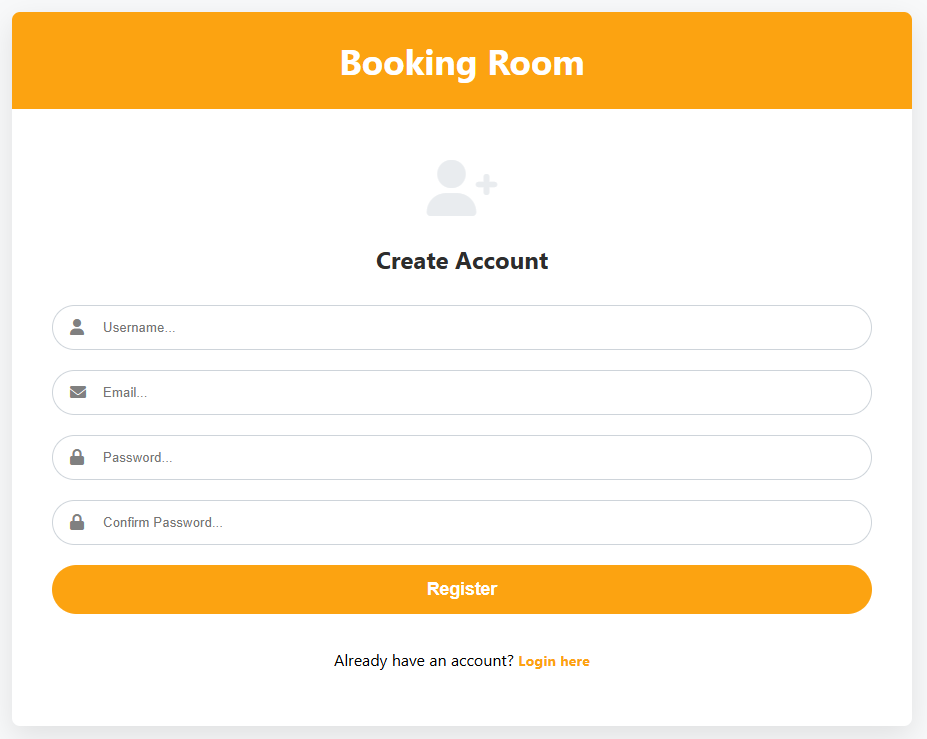 Booking Room
Create Account
Username...
Email...
Password...
Confirm Password...
Register
Already have an account? Login here